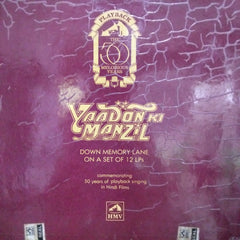 PLAYBACK
THE
50
MELODIOUS
YEARS
YAADON KI
MANZIL
DOWN MEMORY LANE
ON A SET OF 12 LPs
commemorating
50 years of playback singing
in Hindi Films
HMV